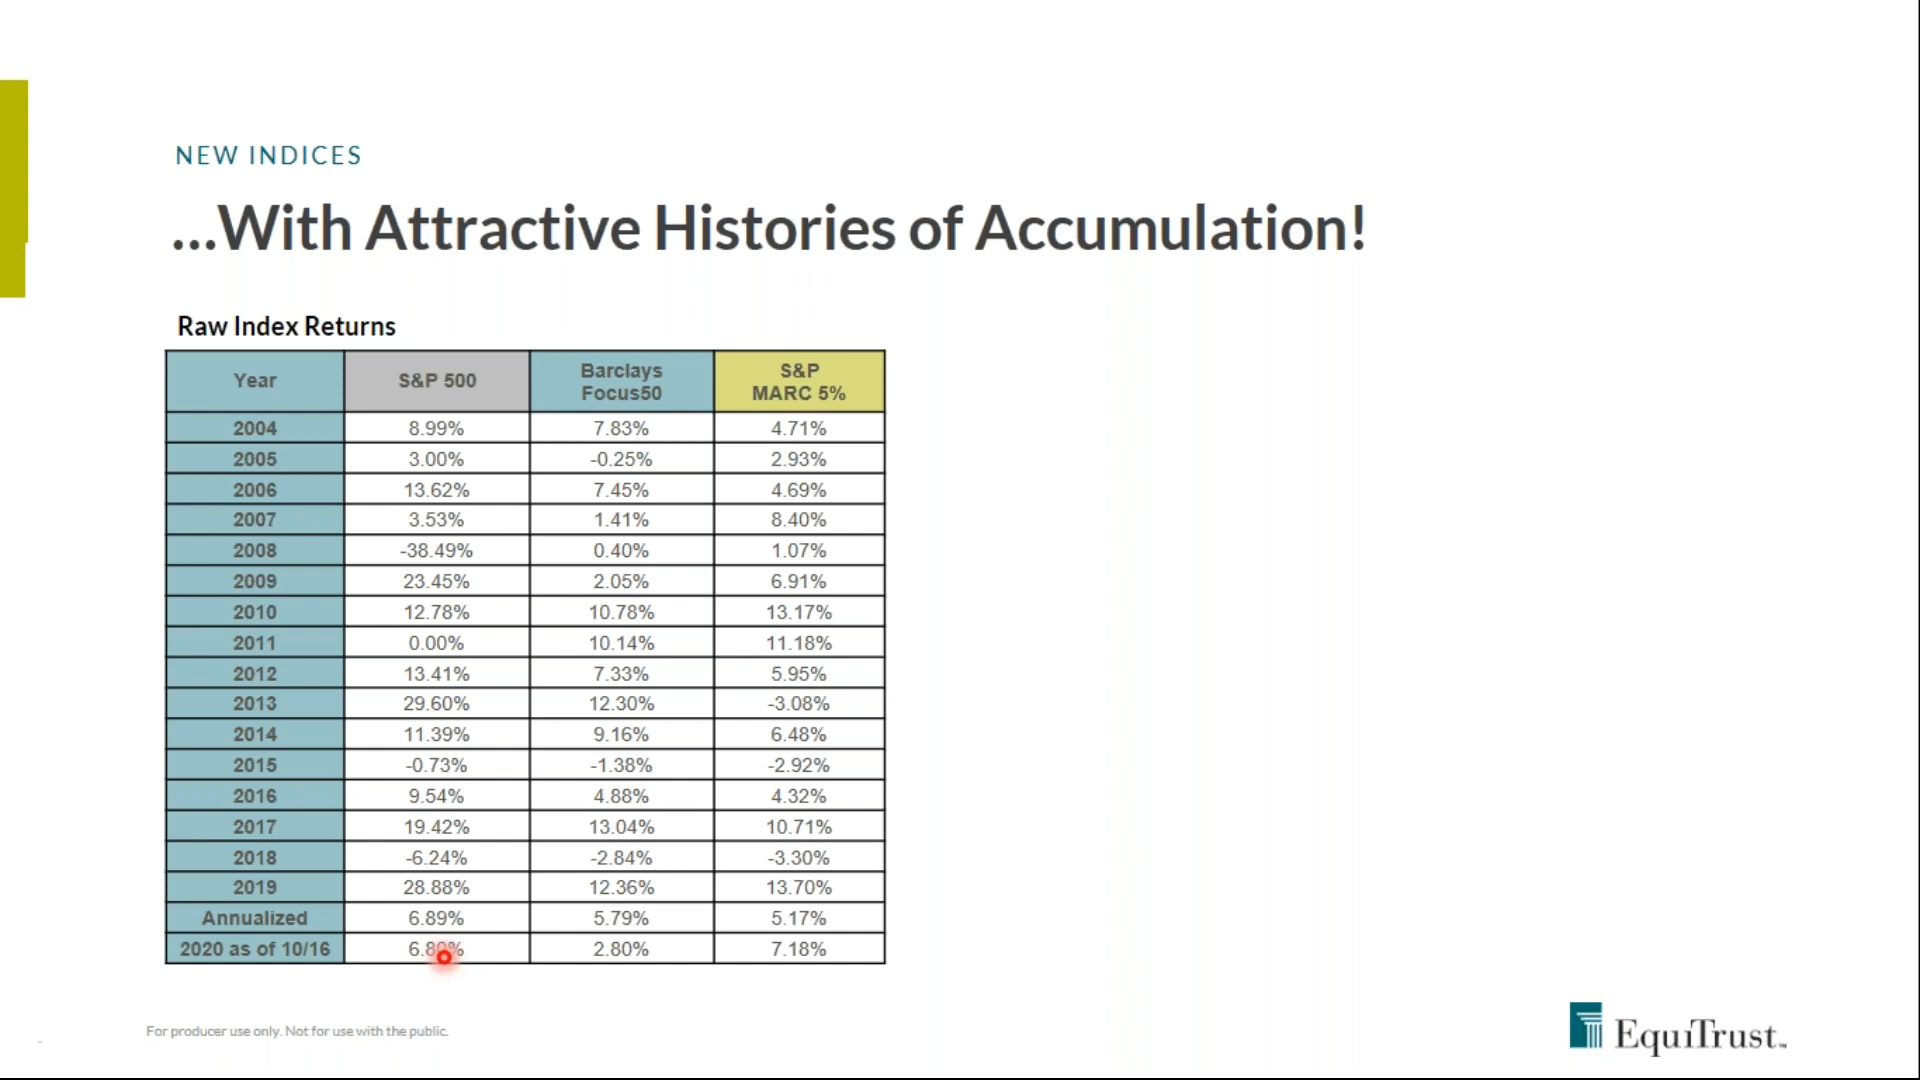 NEW INDICES
...With Attractive Histories of Accumulation!
Raw Index Returns
Year S&P 500 Barclays Focus50 S&P MARC 5%
2004 8.99% 7.83% 4.71%
2005 3.00% -0.25% 2.93%
2006 13.62% 7.45% 4.69%
2007 3.53% 1.41% 8.40%
2008 -38.49% 0.40% 1.07%
2009 23.45% 2.05% 6.91%
2010 12.78% 10.78% 13.17%
2011 0.00% 10.14% 11.18%
2012 13.41% 7.33% 5.95%
2013 29.60% 12.30% -3.08%
2014 11.39% 9.16% 6.48%
2015 -0.73% -1.38% -2.92%
2016 9.54% 4.88% 4.32%
2017 19.42% 13.04% 10.71%
2018 -6.24% -2.84% -3.30%
2019 28.88% 12.36% 13.70%
Annualized 6.89% 5.79% 5.17%
2020 as of 10/16 2.80% 7.18%
For producer use only. Not for use with the public.
EquiTrust